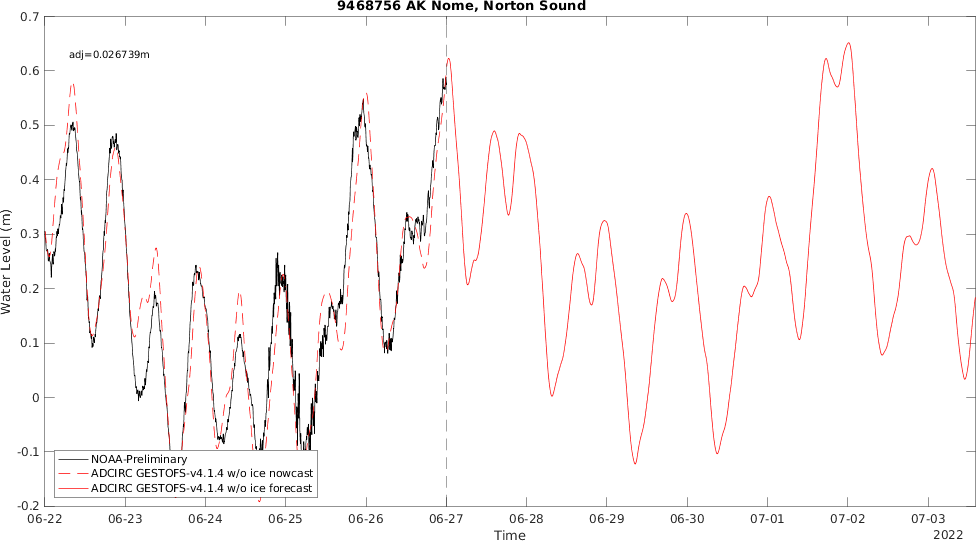 9468756 AK Nome, Norton Sound
0.7
adj=0.026739m
0.6
0.5
0.4
0.3
0.2
0.1
0
-0.1
-0.2
Water Level (m)
NOAA-Preliminary
ADCIRC GESTOFS-v4.1.4 w/o ice nowcast
ADCIRC GESTOFS-v4.1.4 w/o ice forecast
06-22 06-23 06-24 06-25 06-26 06-27 06-28 06-29 06-30 07-01 07-02 07-03
Time
2022